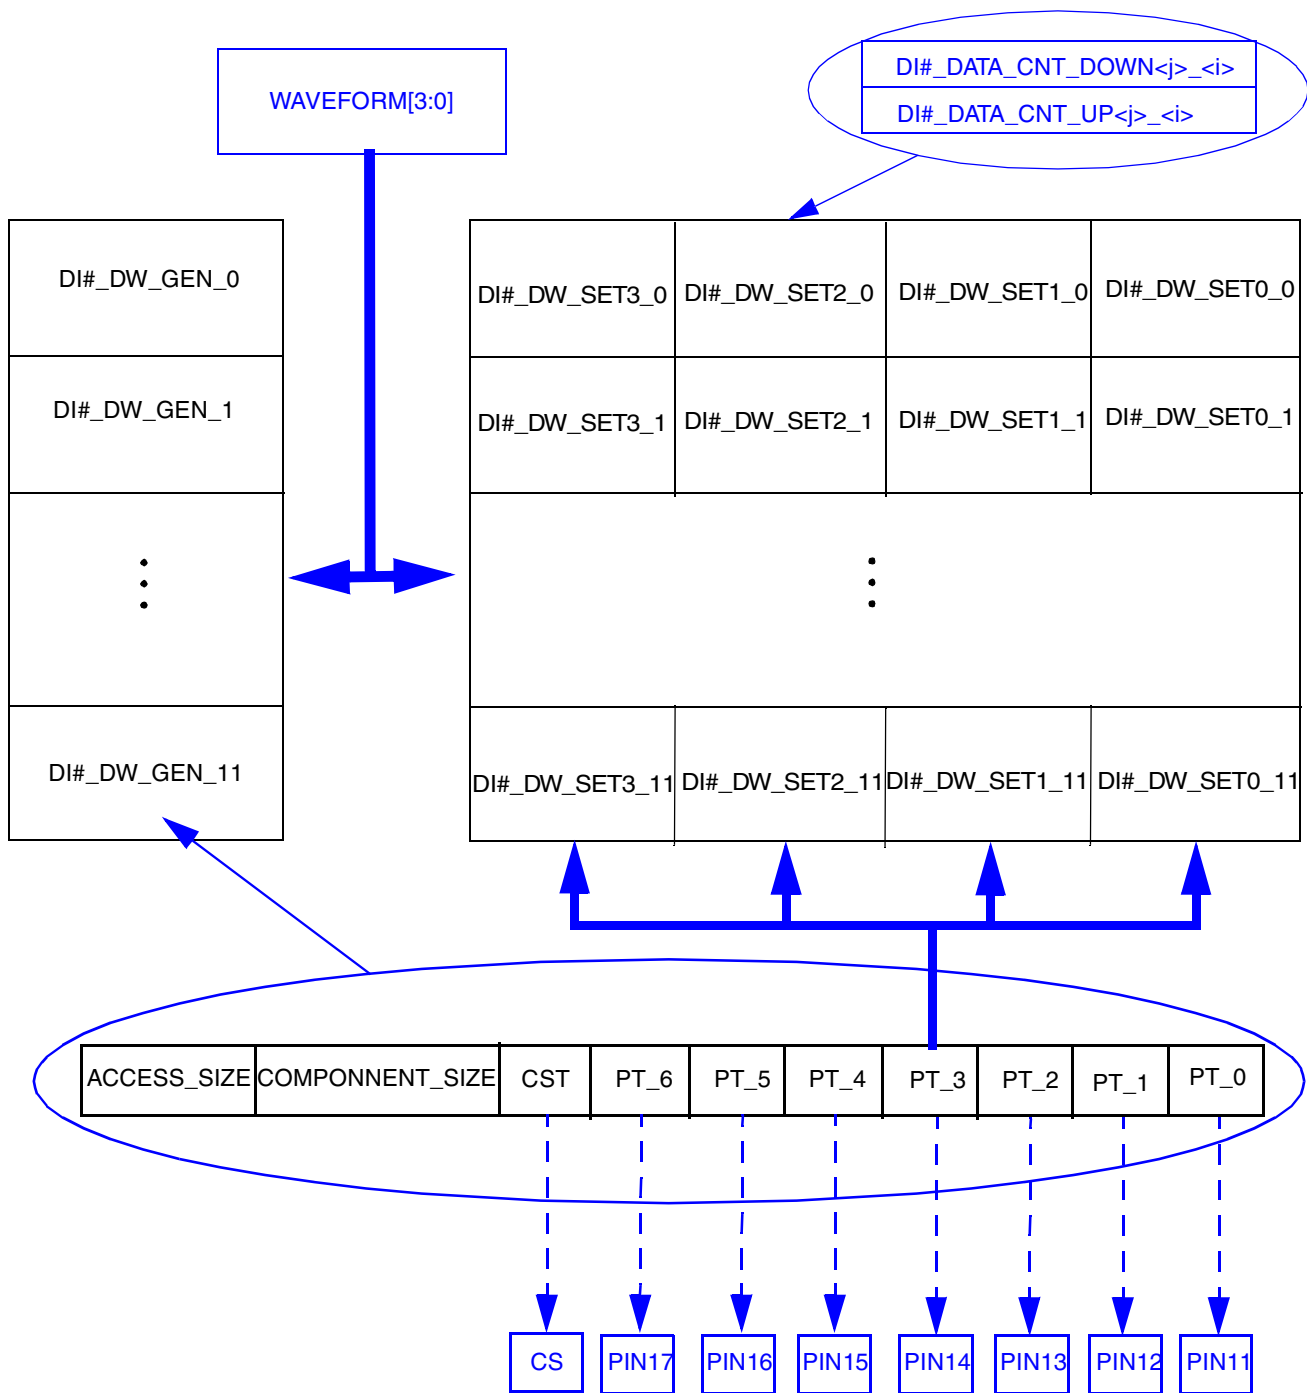 DI#_DATA_CNT_DOWN<j>_<i>
WAVEFORM[3:0]
DI#_DATA_CNT_UP<j>_<i>
DI#_DW_GEN_0
DI#_DW_SET3_0 DI#_DW_SET2_0 DI#_DW_SET1_0 DI#_DW_SET0_0
DI#_DW_GEN_1
DI#_DW_SET3_1 DI#_DW_SET2_1 DI#_DW_SET1_1 DI#_DW_SET0_1
DI#_DW_GEN_11
DI#_DW_SET3_11 DI#_DW_SET2_11 DI#_DW_SET1_11 DI#_DW_SET0_11
ACCESS_SIZE COMPONNENT_SIZE CST PT_6 PT_5 PT_4 PT_3 PT_2 PT_1 PT_0
CS PIN17 PIN16 PIN15 PIN14 PIN13 PIN12 PIN11